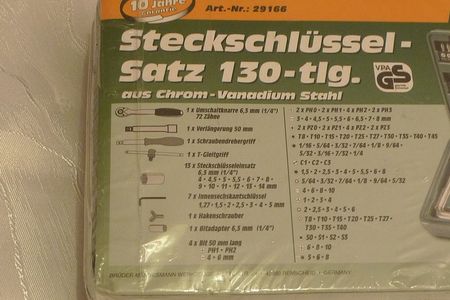 10 Jahre
Garantie
Art.-Nr.: 29166
Steckschlüssel-
Satz 130-tlg.
aus Chrom-Vanadium Stahl
VPA
GS
1 x Umschaltknarre 6,3 mm (1/4")
72 Zähne
1 x Verlängerung 50 mm
1 x Schraubendrehergriff
1 x T-Gleitgriff
13 x Steckschlüsseleinsatz
6,3 mm (1/4")
4 • 4,5 • 5 • 5,5 • 6 • 7 • 8 •
9 • 10 • 11 • 12 • 13 • 14 mm
7 x Innensechskantschlüssel
1,27 • 1,5 • 2 • 2,5 • 3 • 4 • 5 mm
1 x Hakenschrauber
1 x Bitadapter 6,3 mm (1/4")
4 x Bit 50 mm lang
• PH1 • PH2
• 4 • 6 mm
2 x PH0 • 2 x PH1 • 4 x PH2 • 2 x PH3
3 • 4 • 4,5 • 5 • 5,5 • 6 • 6,5 • 7 • 8 mm
2 x PZ0 • 2 x PZ1 • 4 x PZ2 • 2 x PZ3
T8 • T10 • T15 • T20 • T25 • T27 • T30 • T35 • T40 • T45
1/16 • 5/64 • 3/32 • 7/64 • 1/8 • 9/64 •
5/32 • 3/16 • 7/32 • 1/4
C1 • C2 • C3
1,5 • 2 • 2,5 • 3 • 4 • 5 • 5,5 • 6 • 8
5/64 • 3/32 • 7/64 • 1/8 • 9/64 • 5/32
4 • 6 • 8 • 10
1 • 2 • 3 • 4
2 • 2,5 • 3 • 4 • 5 • 6
T8 • T10 • T15 • T20 • T25 • T27 •
T30 • T35 • T40
S0 • S1 • S2 • S3
6 • 8 • 10
5 • 6 • 8
BRÜDER MANNESMANN REMSCHEID GERMANY